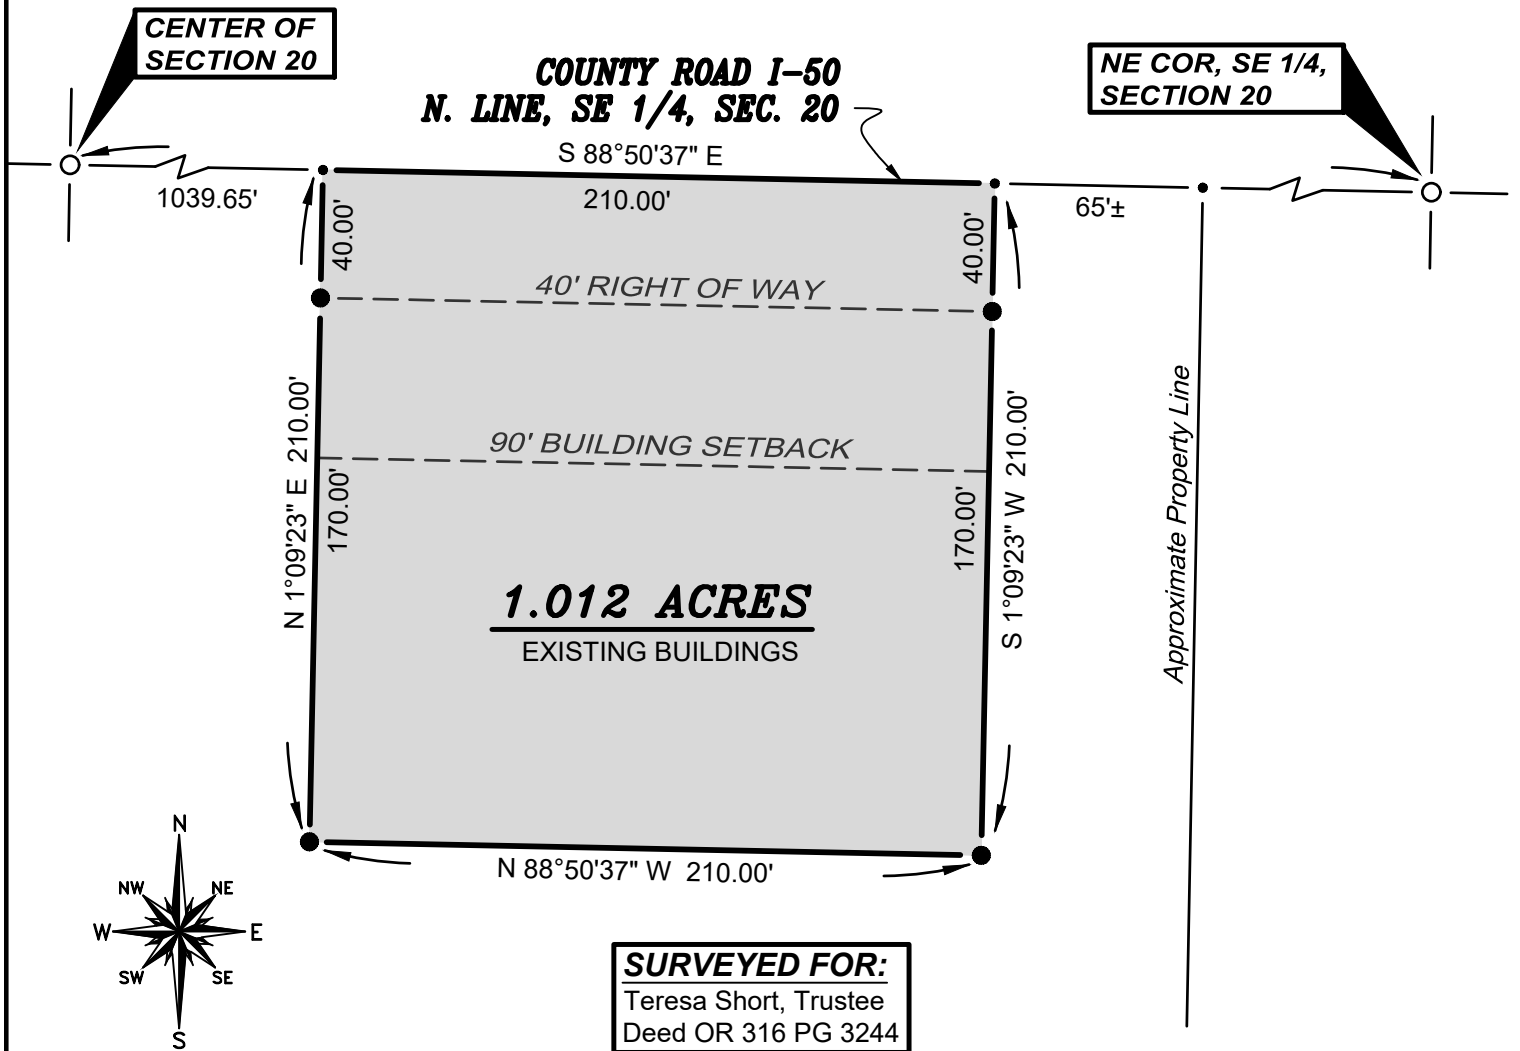 CENTER OF
SECTION 20
COUNTY ROAD I-50
N. LINE, SE 1/4, SEC. 20
NE COR, SE 1/4,
SECTION 20
S 88°50'37" E
1039.65'
210.00'
65'±
40.00'
40.00'
40' RIGHT OF WAY
90' BUILDING SETBACK
N 1°09'23" E 210.00'
170.00'
170.00'
S 1°09'23" W 210.00'
Approximate Property Line
1.012 ACRES
EXISTING BUILDINGS
N 88°50'37" W 210.00'
N
NW NE
W E
SW SE
S
SURVEYED FOR:
Teresa Short, Trustee
Deed OR 316 PG 3244